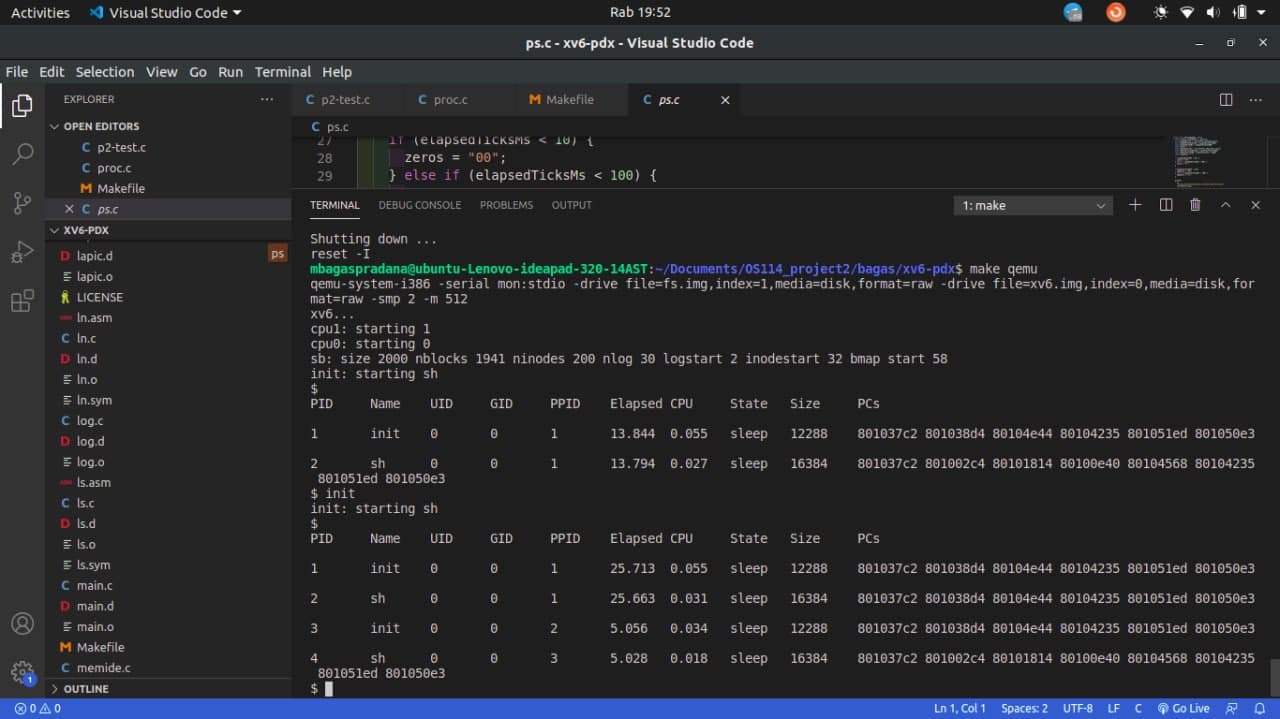 Activities Visual Studio Code Rab 19:52
ps.c - xv6-pdx - Visual Studio Code
File Edit Selection View Go Run Terminal Help
EXPLORER
OPEN EDITORS
C p2-test.c
C proc.c
M Makefile
C ps.c
XV6-PDX
ps
D lapic.d
lapic.o
LICENSE
ln.asm
C ln.c
D ln.d
ln.o
ln.sym
C log.c
D log.d
log.o
ls.asm
C ls.c
D ls.d
ls.o
ls.sym
C main.c
D main.d
main.o
M Makefile
C memide.c
OUTLINE
1
C p2-test.c C proc.c M Makefile C ps.c
C ps.c
27 if (elapsedTicksMs < 10) {
28 zeros = "00";
29 } else if (elapsedTicksMs < 100) {
TERMINAL DEBUG CONSOLE PROBLEMS OUTPUT 1: make
Shutting down ...
reset -I
mbagaspradana@ubuntu-Lenovo-ideapad-320-14AST:~/Documents/OS114_project2/bagas/xv6-pdx$ make qemu
qemu-system-i386 -serial mon:stdio -drive file=fs.img,index=1,media=disk,format=raw -drive file=xv6.img,index=0,media=disk,for
mat=raw -smp 2 -m 512
xv6...
cpu1: starting 1
cpu0: starting 0
sb: size 2000 nblocks 1941 ninodes 200 nlog 30 logstart 2 inodestart 32 bmap start 58
init: starting sh
$
PID Name UID GID PPID Elapsed CPU State Size PCs
1 init 0 0 1 13.844 0.055 sleep 12288 801037c2 801038d4 80104e44 80104235 801051ed 801050e3
2 sh 0 0 1 13.794 0.027 sleep 16384 801037c2 801002c4 80101814 80100e40 80104568 80104235
801051ed 801050e3
$ init
init: starting sh
$
PID Name UID GID PPID Elapsed CPU State Size PCs
1 init 0 0 1 25.713 0.055 sleep 12288 801037c2 801038d4 80104e44 80104235 801051ed 801050e3
2 sh 0 0 1 25.663 0.031 sleep 16384 801037c2 801038d4 80104e44 80104235 801051ed 801050e3
3 init 0 0 2 5.056 0.034 sleep 12288 801037c2 801038d4 80104e44 80104235 801051ed 801050e3
4 sh 0 0 3 5.028 0.018 sleep 16384 801037c2 801002c4 80101814 80100e40 80104568 80104235
801051ed 801050e3
$
0 0 Ln 1, Col 1 Spaces: 2 UTF-8 LF C Go Live